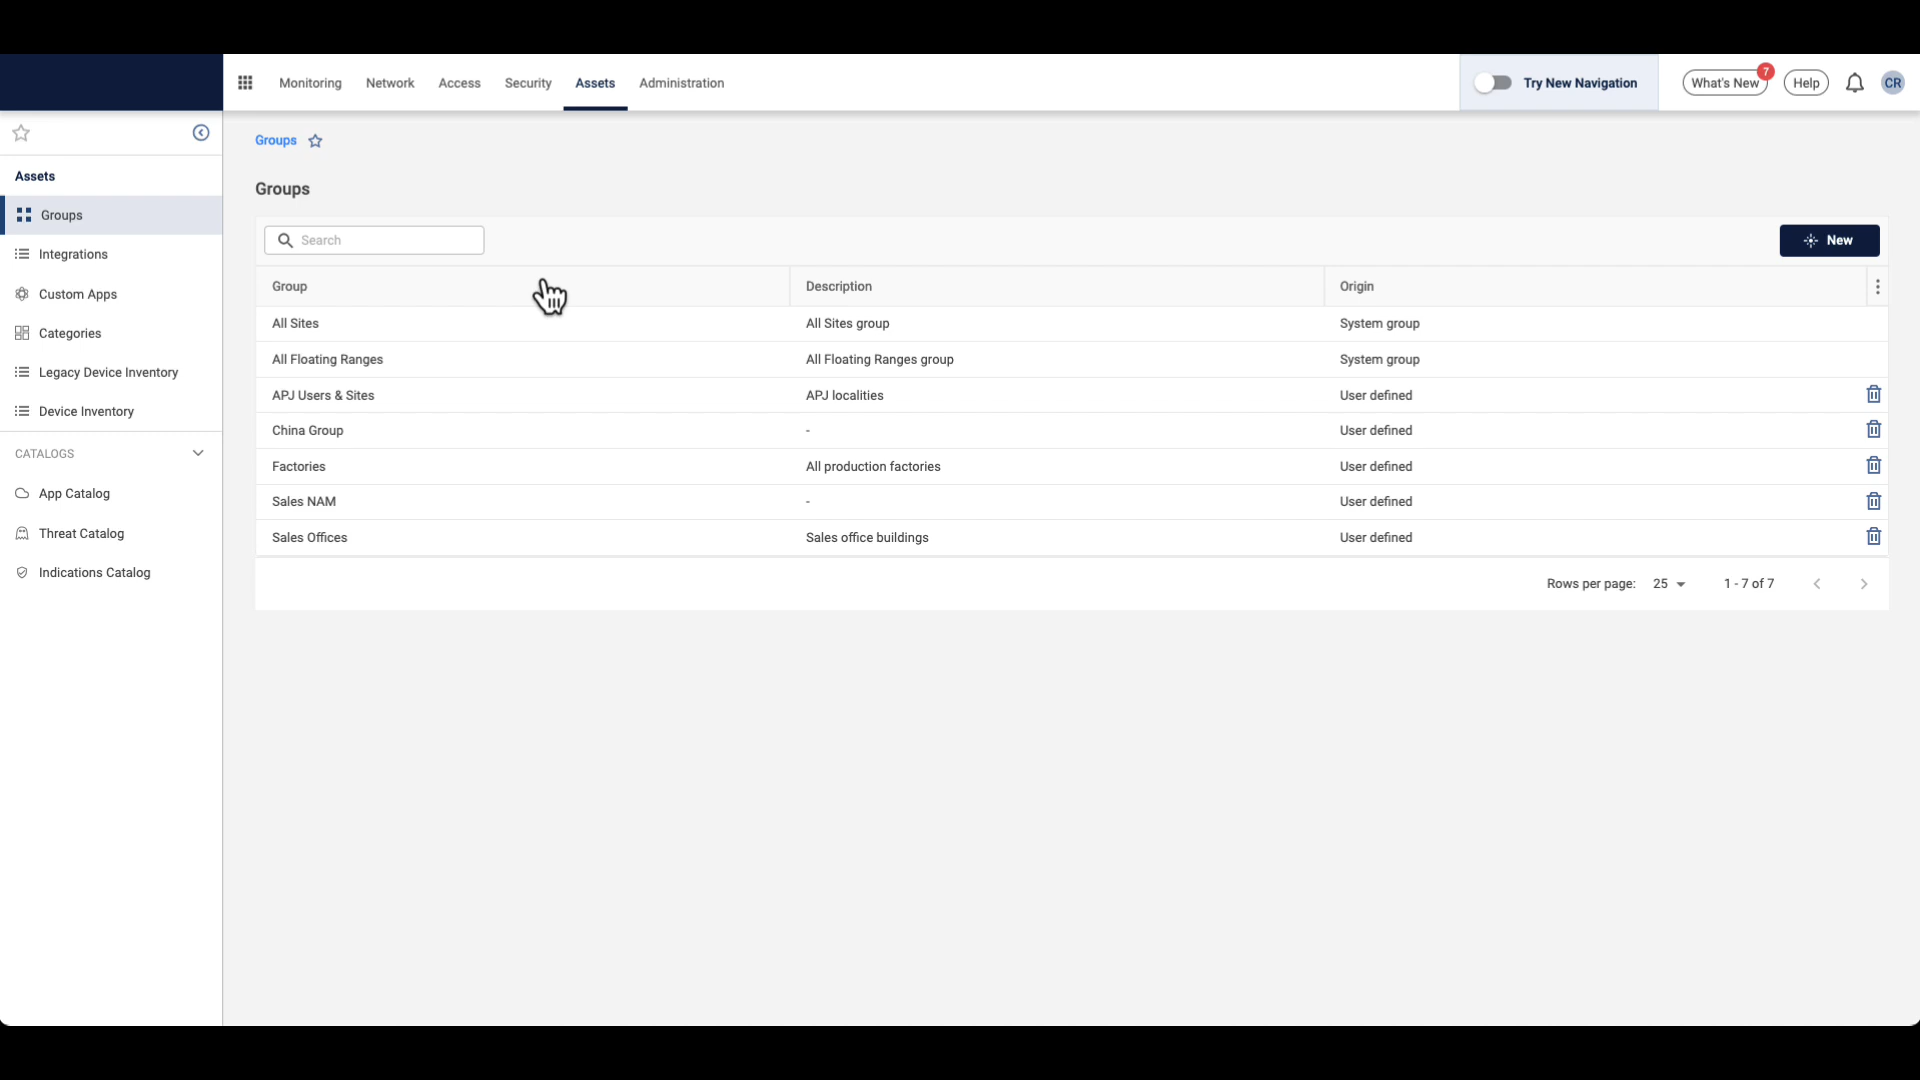 Monitoring Network Access Security Assets Administration Try New Navigation What's New 7 Help CR
Groups
Assets
Groups
Integrations
Custom Apps
Categories
Legacy Device Inventory
Device Inventory
CATALOGS
App Catalog
Threat Catalog
Indications Catalog
Groups
Search New
Group Description Origin
All Sites All Sites group System group
All Floating Ranges All Floating Ranges group System group
APJ Users & Sites APJ localities User defined
China Group - User defined
Factories All production factories User defined
Sales NAM - User defined
Sales Offices Sales office buildings User defined
Rows per page: 25 1 - 7 of 7